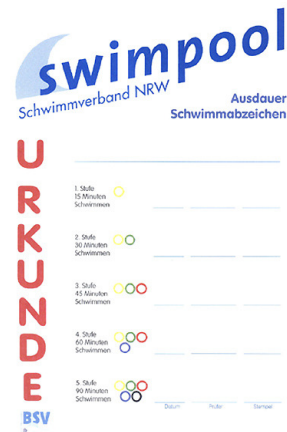 swimpool
Schwimmverband NRW
Ausdauer
Schwimmabzeichen
URKUNDE
1. Stufe
15 Minuten
Schwimmen
2. Stufe
30 Minuten
Schwimmen
3. Stufe
45 Minuten
Schwimmen
4. Stufe
60 Minuten
Schwimmen
5. Stufe
90 Minuten
Schwimmen
Datum Prüfer Stempel
BSV